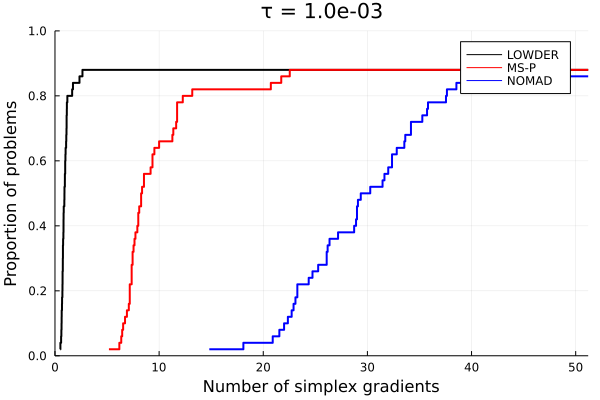 τ = 1.0e-03
LOWDER
MS-P
NOMAD
Proportion of problems
1.0
0.8
0.6
0.4
0.2
0.0
0 10 20 30 40 50
Number of simplex gradients